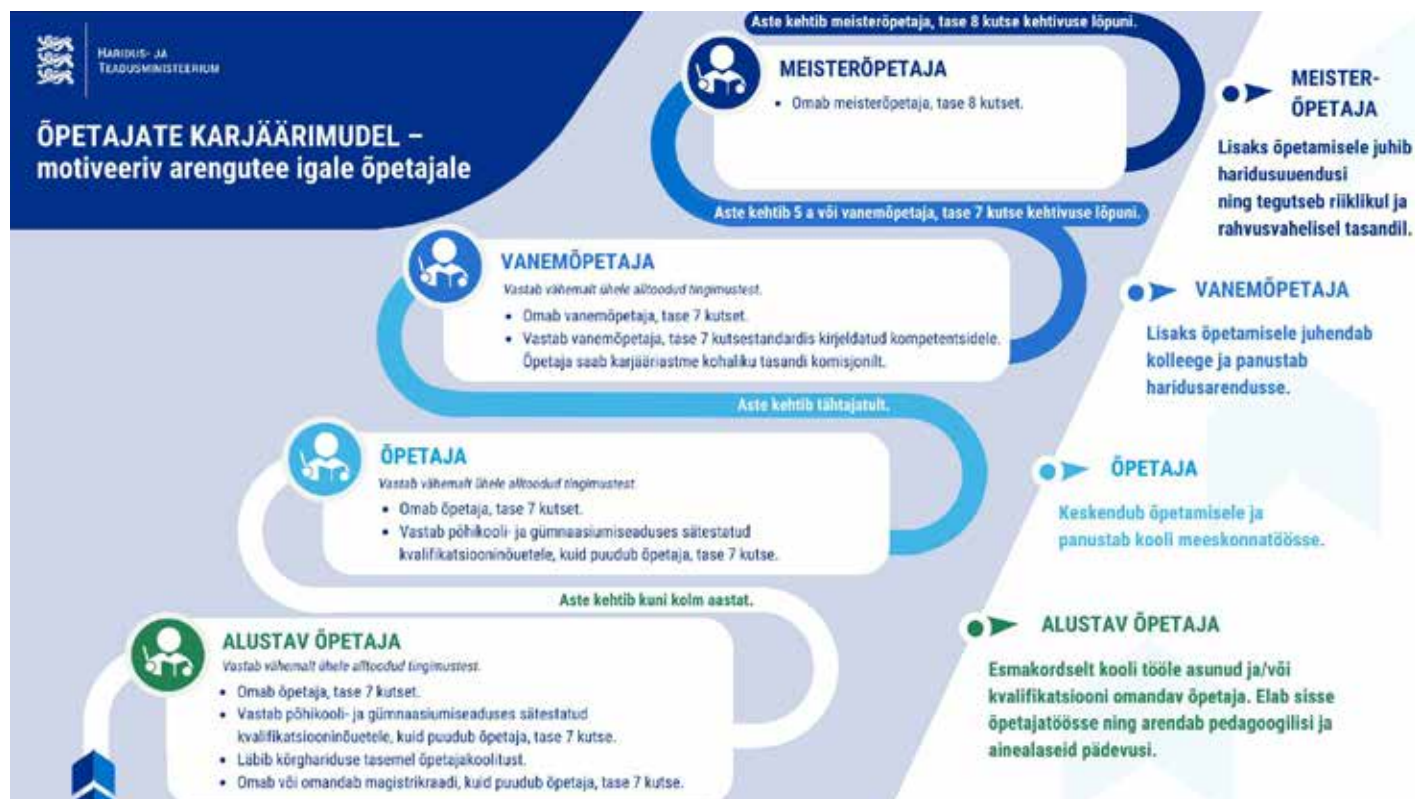 HARIDUS- JA
TEADUSMINISTEERIUM
ÕPETAJATE KARJÄÄRIMUDEL –
motiveeriv arengutee igale õpetajale
Aste kehtib meisterõpetaja, tase 8 kutse kehtivuse lõpuni.
MEISTERÕPETAJA
• Omab meisterõpetaja, tase 8 kutset.
Aste kehtib 5 a või vanemõpetaja, tase 7 kutse kehtivuse lõpuni.
VANEMÕPETAJA
Vastab vähemalt ühele alltoodud tingimustest.
• Omab vanemõpetaja, tase 7 kutset.
• Vastab vanemõpetaja, tase 7 kutsestandardis kirjeldatud kompetentsidele.
Õpetaja saab karjääriastme kohaliku tasandi komisjonilt.
Aste kehtib tähtajatult.
ÕPETAJA
Vastab vähemalt ühele alltoodud tingimustest.
• Omab õpetaja, tase 7 kutset.
• Vastab põhikooli- ja gümnaasiumiseaduses sätestatud
kvalifikatsiooninõuetele, kuid puudub õpetaja, tase 7 kutse.
Aste kehtib kuni kolm aastat.
ALUSTAV ÕPETAJA
Vastab vähemalt ühele alltoodud tingimustest.
• Omab õpetaja, tase 7 kutset.
• Vastab põhikooli- ja gümnaasiumiseaduses sätestatud
kvalifikatsiooninõuetele, kuid puudub õpetaja, tase 7 kutse.
• Läbib kõrghariduse tasemel õpetajakoolitust.
• Omab või omandab magistrikraadi, kuid puudub õpetaja, tase 7 kutse.
MEISTER-
ÕPETAJA
Lisaks õpetamisele juhib
haridusuuendusi
ning tegutseb riiklikul ja
rahvusvahelisel tasandil.
VANEMÕPETAJA
Lisaks õpetamisele juhendab
kolleege ja panustab
haridusarendusse.
ÕPETAJA
Keskendub õpetamisele ja
panustab kooli meeskonnatöösse.
ALUSTAV ÕPETAJA
Esmakordselt kooli tööle asunud ja/või
kvalifikatsiooni omandav õpetaja. Elab sisse
õpetajatöösse ning arendab pedagoogilisi ja
ainealaseid pädevusi.